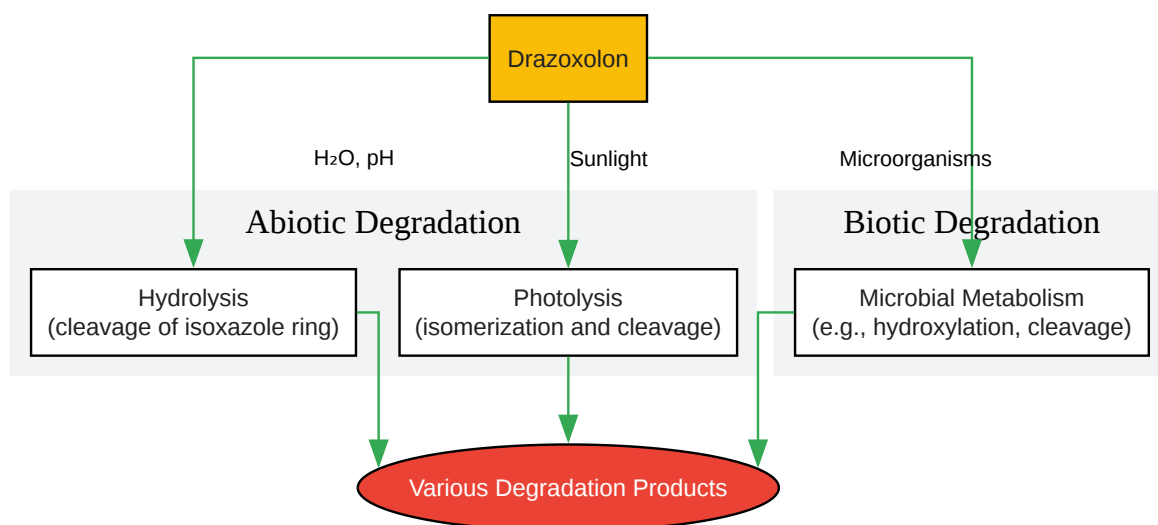 Drazoxolon
H₂O, pH
Sunlight
Microorganisms
Abiotic Degradation
Biotic Degradation
Hydrolysis
(cleavage of isoxazole ring)
Photolysis
(isomerization and cleavage)
Microbial Metabolism
(e.g., hydroxylation, cleavage)
Various Degradation Products